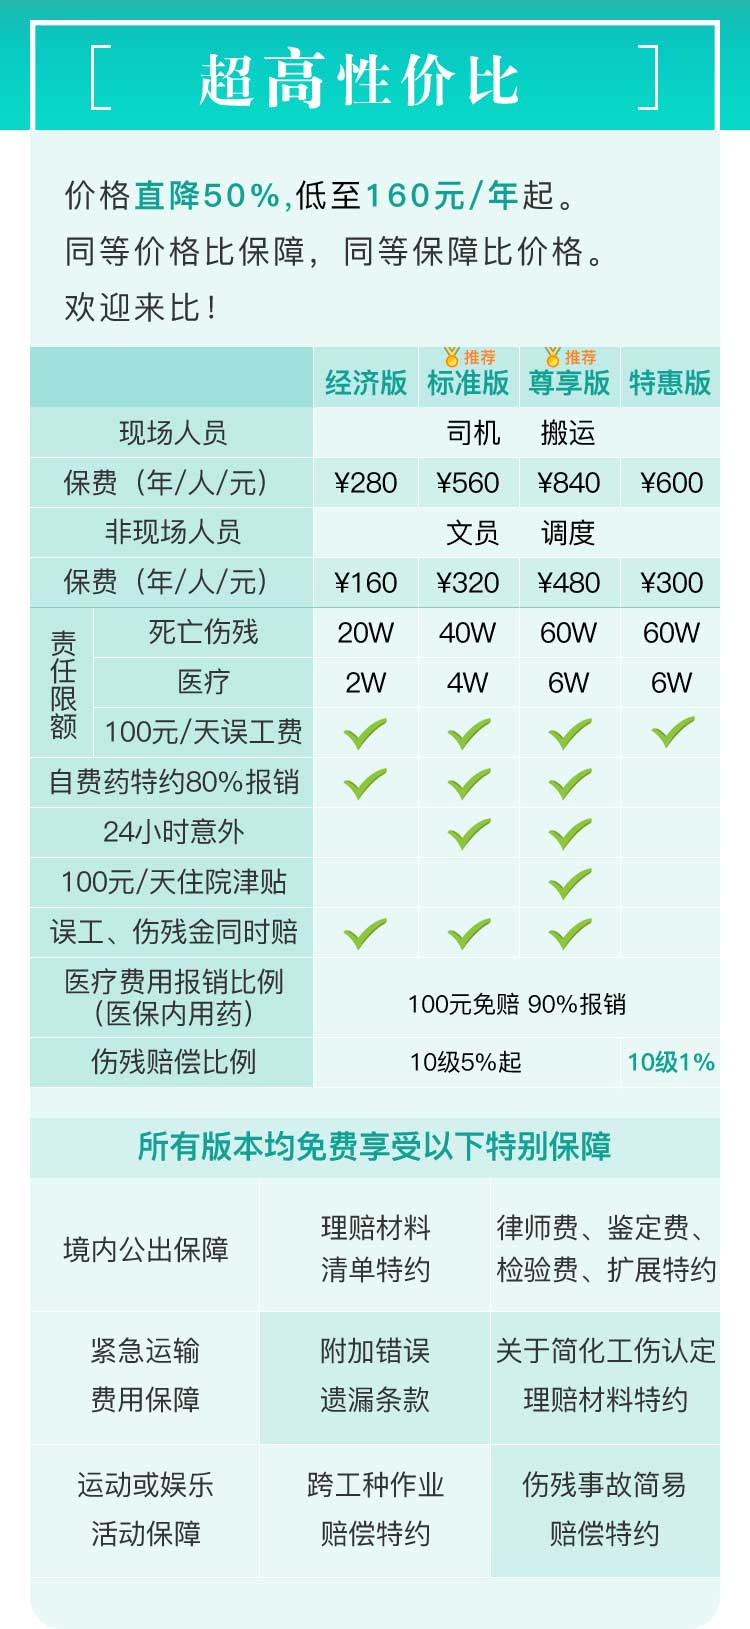 超高性价比
价格直降50%,低至160元/年起。
同等价格比保障，同等保障比价格。
欢迎来比！
推荐 推荐
经济版 标准版 尊享版 特惠版
现场人员 司机 搬运
保费（年/人/元） ¥280 ¥560 ¥840 ¥600
非现场人员 文员 调度
保费（年/人/元） ¥160 ¥320 ¥480 ¥300
责任限额
死亡伤残 20W 40W 60W 60W
医疗 2W 4W 6W 6W
100元/天误工费
自费药特约80%报销
24小时意外
100元/天住院津贴
误工、伤残金同时赔
医疗费用报销比例
（医保内用药）
100元免赔 90%报销
伤残赔偿比例 10级5%起 10级1%
所有版本均免费享受以下特别保障
境内公出保障
理赔材料
清单特约
律师费、鉴定费、
检验费、扩展特约
紧急运输
费用保障
附加错误
遗漏条款
关于简化工伤认定
理赔材料特约
运动或娱乐
活动保障
跨工种作业
赔偿特约
伤残事故简易
赔偿特约